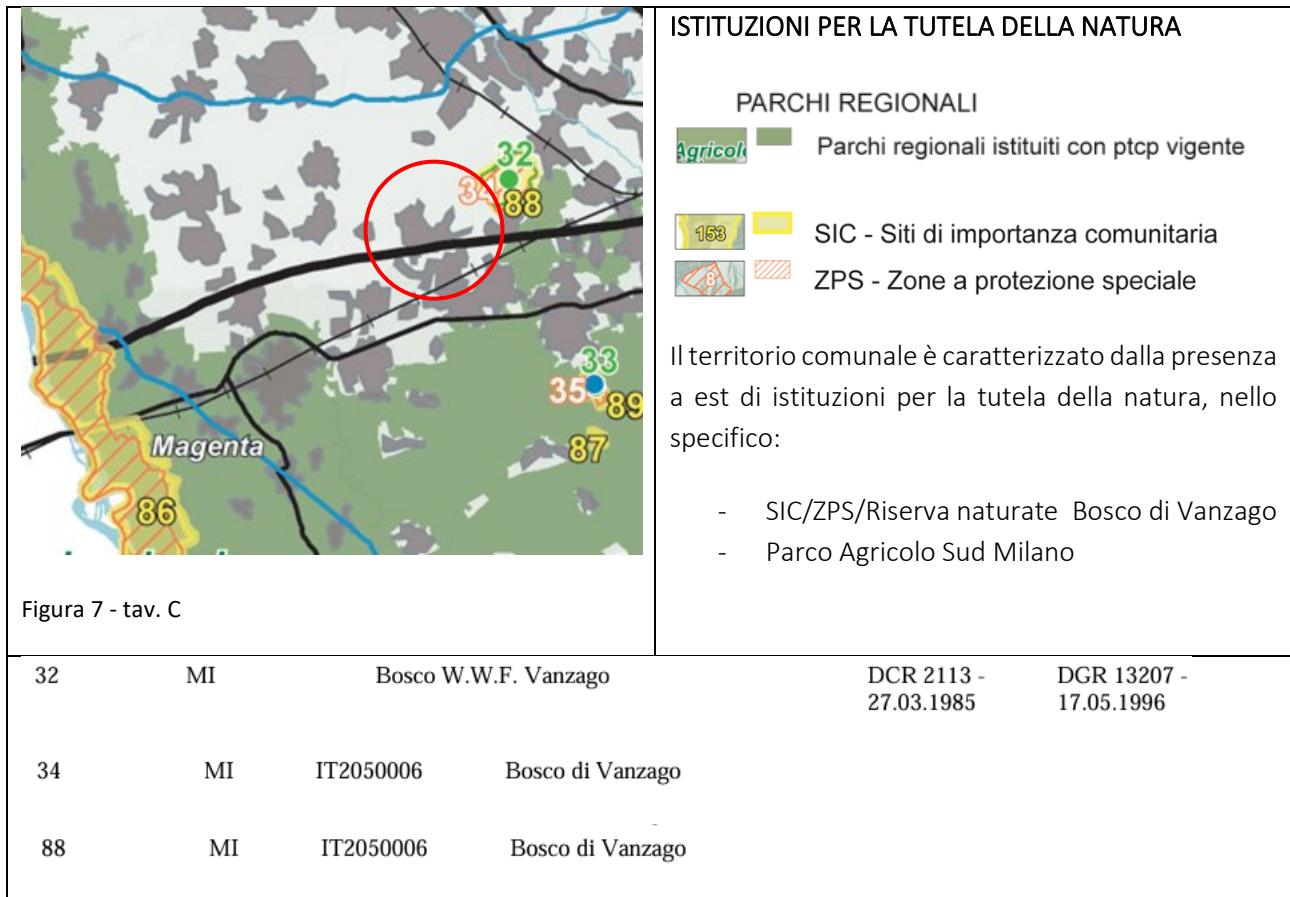 32
34
88
33
35
89
87
Magenta
86
Figura 7 - tav. C
ISTITUZIONI PER LA TUTELA DELLA NATURA
PARCHI REGIONALI
Agricol Parchi regionali istituiti con ptcp vigente
153 SIC - Siti di importanza comunitaria
8 ZPS - Zone a protezione speciale
Il territorio comunale è caratterizzato dalla presenza
a est di istituzioni per la tutela della natura, nello
specifico:
- SIC/ZPS/Riserva naturate Bosco di Vanzago
- Parco Agricolo Sud Milano
32 MI Bosco W.W.F. Vanzago DCR 2113 - DGR 13207 -
27.03.1985 17.05.1996
34 MI IT2050006 Bosco di Vanzago
88 MI IT2050006 Bosco di Vanzago